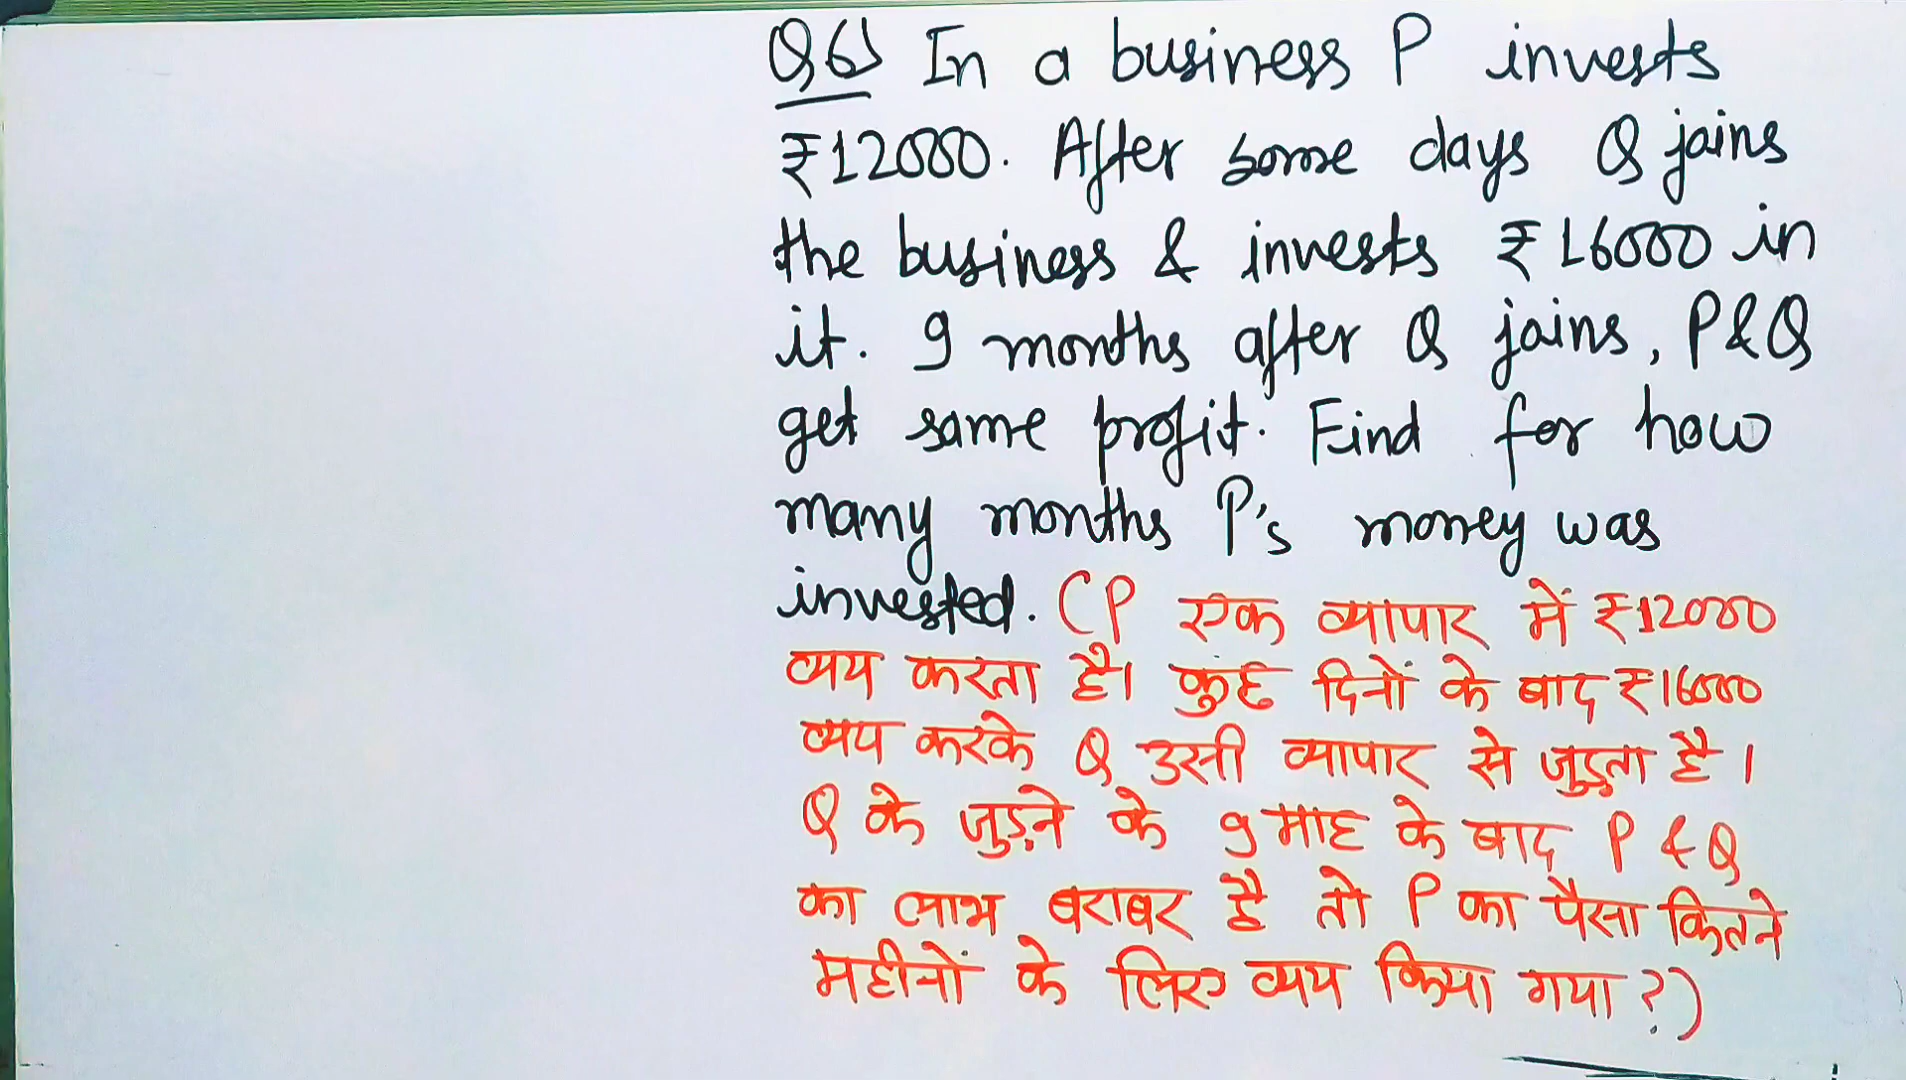 Q6) In a business P invests
₹12000. After some days Q jains
the business & invests ₹16000 in
it. 9 months after Q jains, P&Q
get same profit. Find for how
many months P's money was
invested. (P एक व्यापार में ₹12000
व्यय करता है। कुछ दिनों के बाद ₹16000
व्यय करके Q उसी व्यापार से जुड़ता है।
Q के जुड़ने के 9 माह के बाद P & Q
का लाभ बराबर है तो P का पैसा कितने
महीनों के लिए व्यय किया गया?)